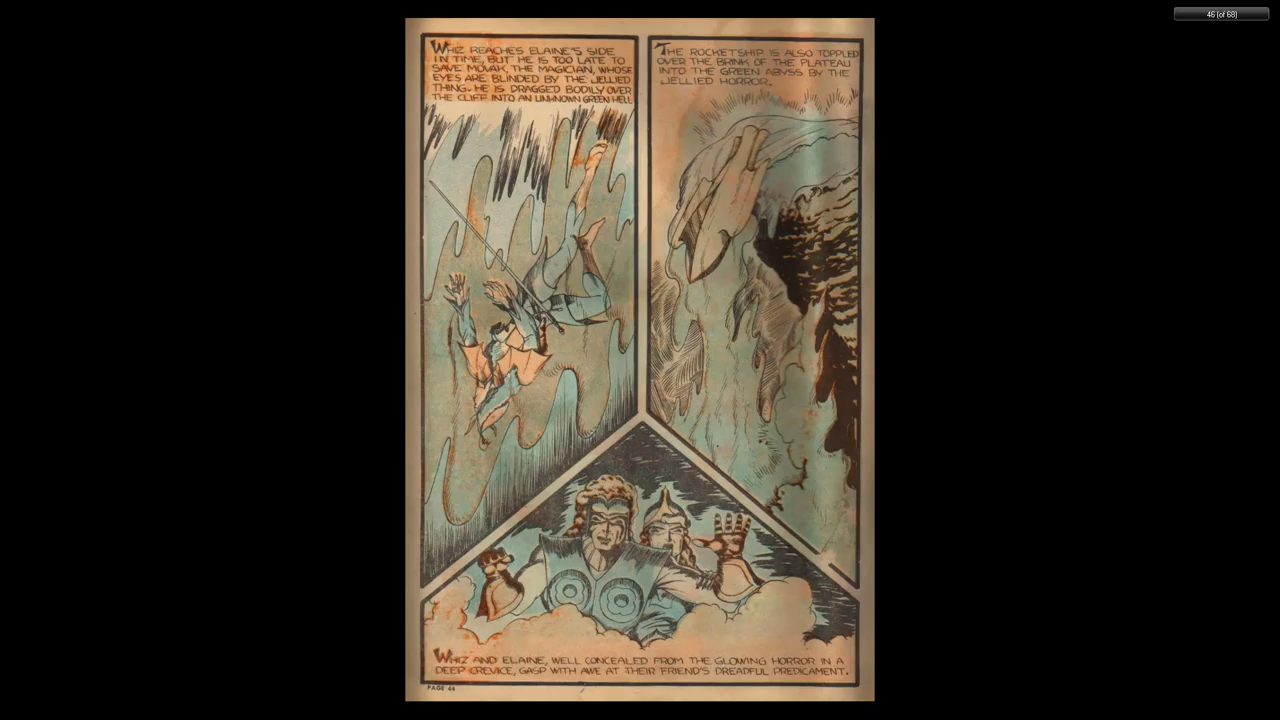 46 (of 68)
WHIZ REACHES ELAINE'S SIDE
IN TIME, BUT HE IS TOO LATE TO
SAVE MOVAK, THE MAGICIAN, WHOSE
EYES ARE BLINDED BY THE JELLIED
THING. HE IS DRAGGED BODILY OVER
THE CLIFF INTO AN UNKNOWN GREEN HELL
THE ROCKETSHIP IS ALSO TOPPLED
OVER THE BRINK OF THE PLATEAU
INTO THE GREEN ABYSS BY THE
JELLIED HORROR.
WHIZ AND ELAINE, WELL CONCEALED FROM THE GLOWING HORROR IN A
DEEP CREVICE, GASP WITH AWE AT THEIR FRIEND'S DREADFUL PREDICAMENT.
PAGE 44